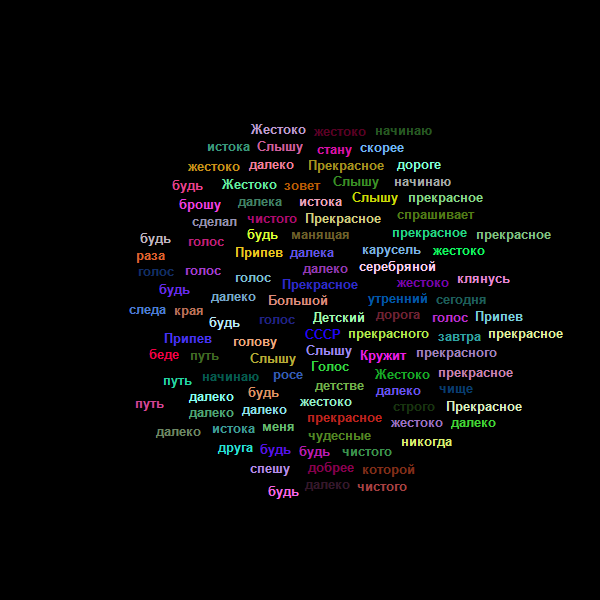 Жестоко жестоко начинаю
истока Слышу стану скорее
жестоко далеко Прекрасное дороге
будь Жестоко зовет Слышу начинаю
брошу далека истока Слышу прекрасное
сделал чистого Прекрасное спрашивает
будь голос будь манящая прекрасное прекрасное
раза Припев далека карусель жестоко
голос голос голос далеко серебряной
будь Прекрасное жестоко клянусь
следа края далеко Большой утренний сегодня
будь голос Детский дорога голос Припев
Припев голову СССР прекрасного завтра прекрасное
беде путь Слышу Слышу Кружит прекрасного
путь начинаю росе Голос Жестоко прекрасное
путь далеко будь детстве далеко чище
далеко далеко жестоко строго Прекрасное
далеко истока меня прекрасное жестоко далеко
друга будь будь чудесные чистого никогда
спешу добрее которой
будь далеко чистого